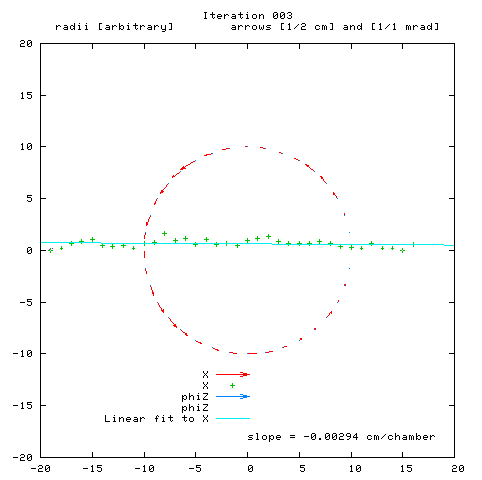 Iteration 003
radii [arbitrary] arrows [1/2 cm] and [1/1 mrad]
20
15
10
5
0
-5
-10
-15
-20
X
X
phiZ
phiZ
Linear fit to X
slope = -0.00294 cm/chamber
-20 -15 -10 -5 0 5 10 15 20